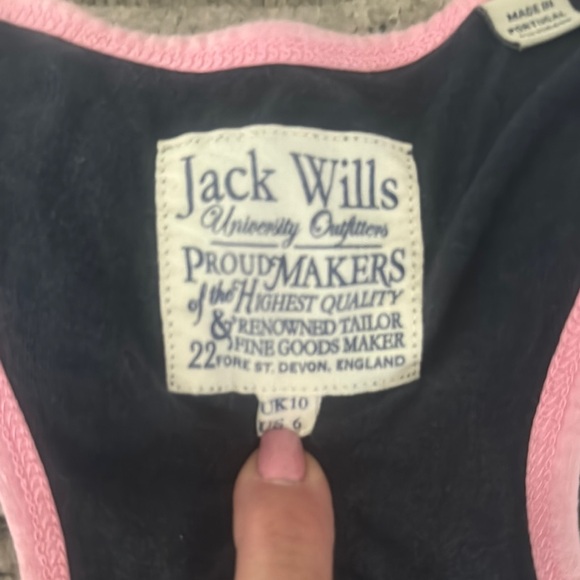 MADE IN
PORTUGAL
Jack Wills
University Outfitters
PROUD MAKERS
of the HIGHEST QUALITY
& RENOWNED TAILOR
FINE GOODS MAKER
22 FORE ST. DEVON, ENGLAND
UK 10
US 6